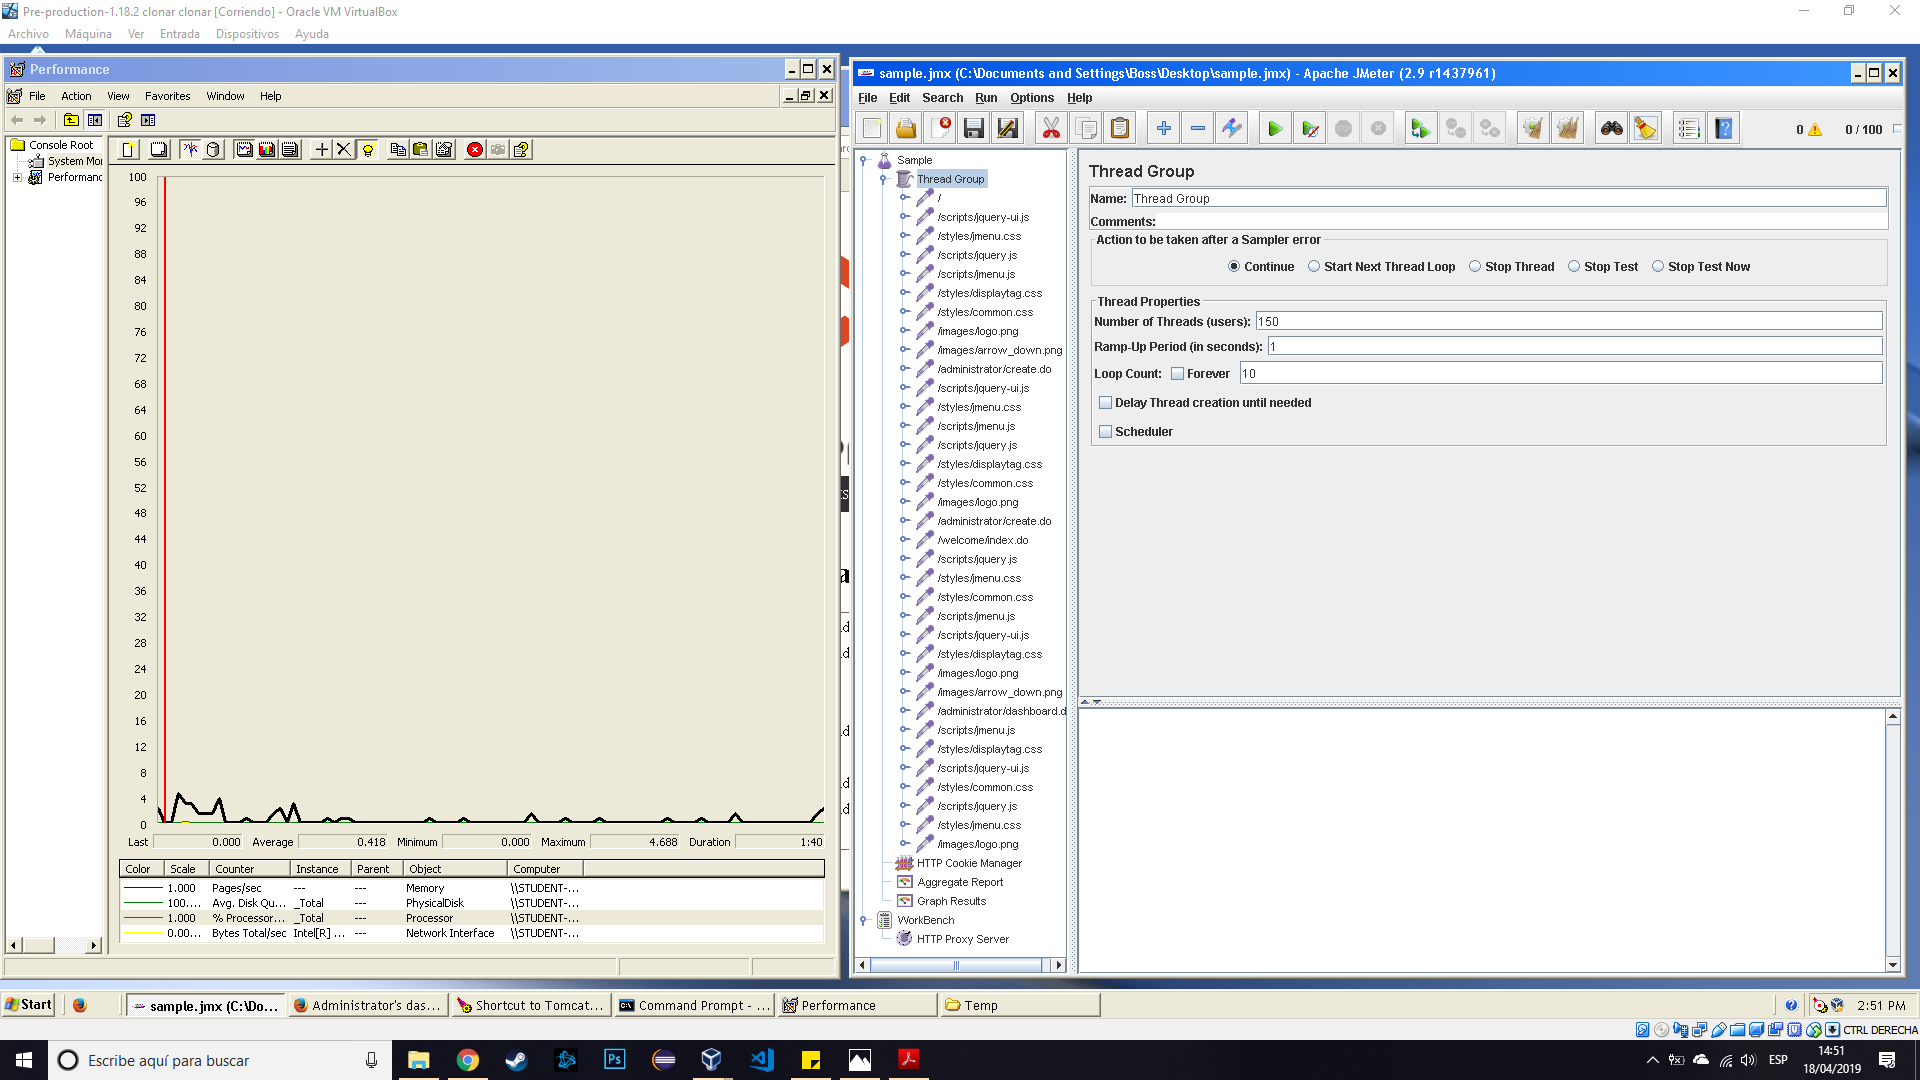 Pre-production-1.18.2 clonar clonar [Corriendo] - Oracle VM VirtualBox
Archivo Máquina Ver Entrada Dispositivos Ayuda
Performance
File Action View Favorites Window Help
Console Root
System Mo
Performanc
100
96
92
88
84
80
76
72
68
64
60
56
52
48
44
40
36
32
28
24
20
16
12
8
4
0
Last 0.000 Average 0.418 Minimum 0.000 Maximum 4.688 Duration 1:40
Color Scale Counter Instance Parent Object Computer
1.000 Pages/sec --- --- Memory \\STUDENT-...
100.... Avg. Disk Qu... _Total --- PhysicalDisk \\STUDENT-...
1.000 % Processor... _Total --- Processor \\STUDENT-...
0.00... Bytes Total/sec Intel[R] ... --- Network Interface \\STUDENT-...
sample.jmx (C:\Documents and Settings\Boss\Desktop\sample.jmx) - Apache JMeter (2.9 r1437961)
File Edit Search Run Options Help
0 0 / 100
Sample
Thread Group
/
/scripts/jquery-ui.js
/styles/jmenu.css
/scripts/jquery.js
/scripts/jmenu.js
/styles/displaytag.css
/styles/common.css
/images/logo.png
/images/arrow_down.png
/administrator/create.do
/scripts/jquery-ui.js
/styles/jmenu.css
/scripts/jmenu.js
/scripts/jquery.js
/styles/displaytag.css
/styles/common.css
/images/logo.png
/administrator/create.do
/welcome/index.do
/scripts/jquery.js
/styles/jmenu.css
/styles/common.css
/scripts/jmenu.js
/scripts/jquery-ui.js
/styles/displaytag.css
/images/logo.png
/images/arrow_down.png
/administrator/dashboard.d
/scripts/jmenu.js
/styles/displaytag.css
/scripts/jquery-ui.js
/styles/common.css
/scripts/jquery.js
/styles/jmenu.css
/images/logo.png
HTTP Cookie Manager
Aggregate Report
Graph Results
WorkBench
HTTP Proxy Server
Thread Group
Name: Thread Group
Comments:
Action to be taken after a Sampler error
Continue Start Next Thread Loop Stop Thread Stop Test Stop Test Now
Thread Properties
Number of Threads (users): 150
Ramp-Up Period (in seconds): 1
Loop Count: Forever 10
Delay Thread creation until needed
Scheduler
Start sample.jmx (C:\Do... Administrator's das... Shortcut to Tomcat... Command Prompt - ... Performance Temp 2:51 PM
CTRL DERECHA
Escribe aquí para buscar
Ps
ESP
14:51
18/04/2019